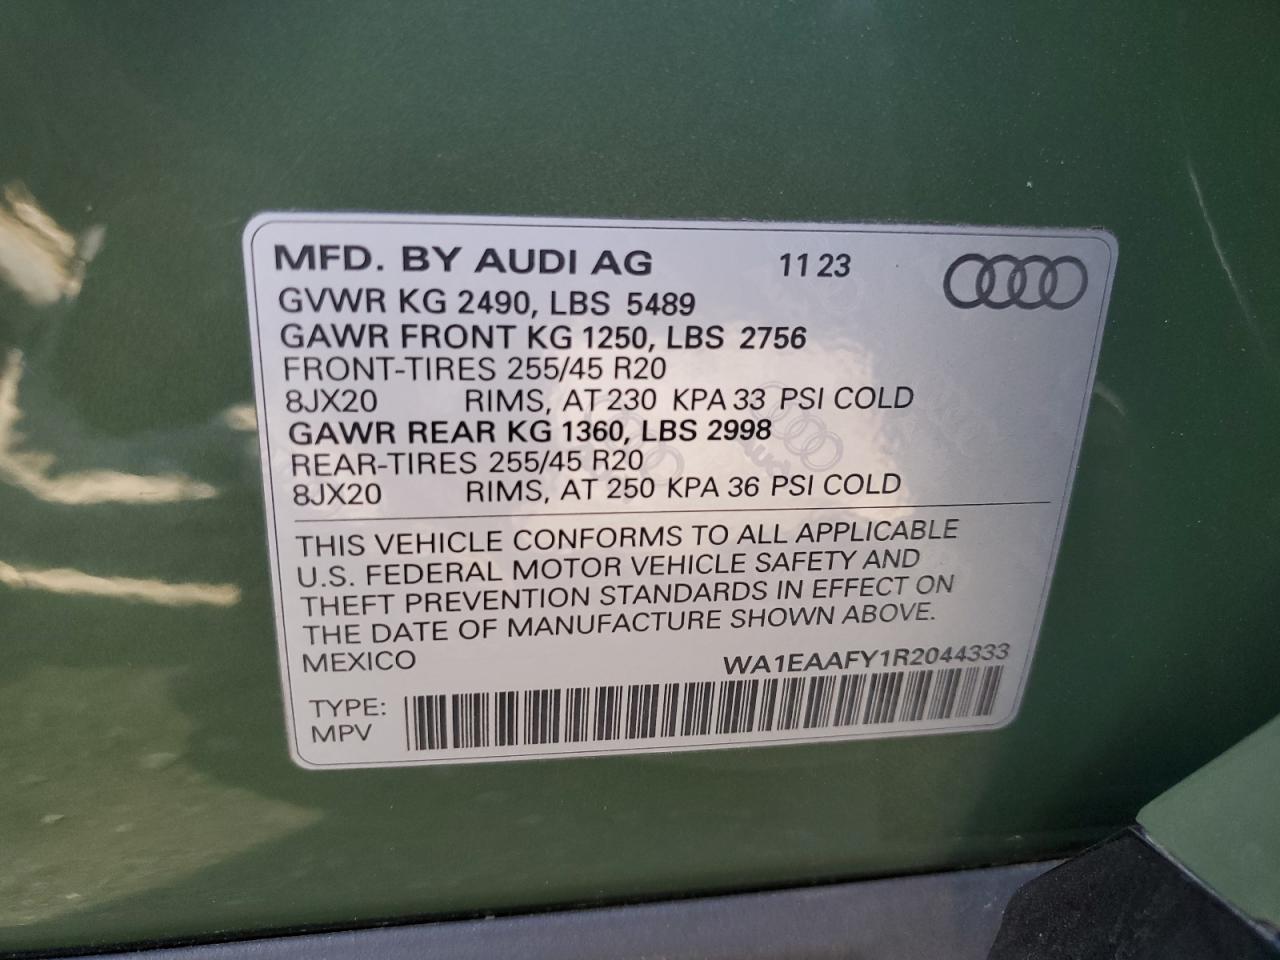 MFD. BY AUDI AG 11 23
GVWR KG 2490, LBS 5489
GAWR FRONT KG 1250, LBS 2756
FRONT-TIRES 255/45 R20
8JX20 RIMS, AT 230 KPA 33 PSI COLD
GAWR REAR KG 1360, LBS 2998
REAR-TIRES 255/45 R20
8JX20 RIMS, AT 250 KPA 36 PSI COLD
THIS VEHICLE CONFORMS TO ALL APPLICABLE
U.S. FEDERAL MOTOR VEHICLE SAFETY AND
THEFT PREVENTION STANDARDS IN EFFECT ON
THE DATE OF MANUFACTURE SHOWN ABOVE.
MEXICO WA1EAAFY1R2044333
TYPE:
MPV